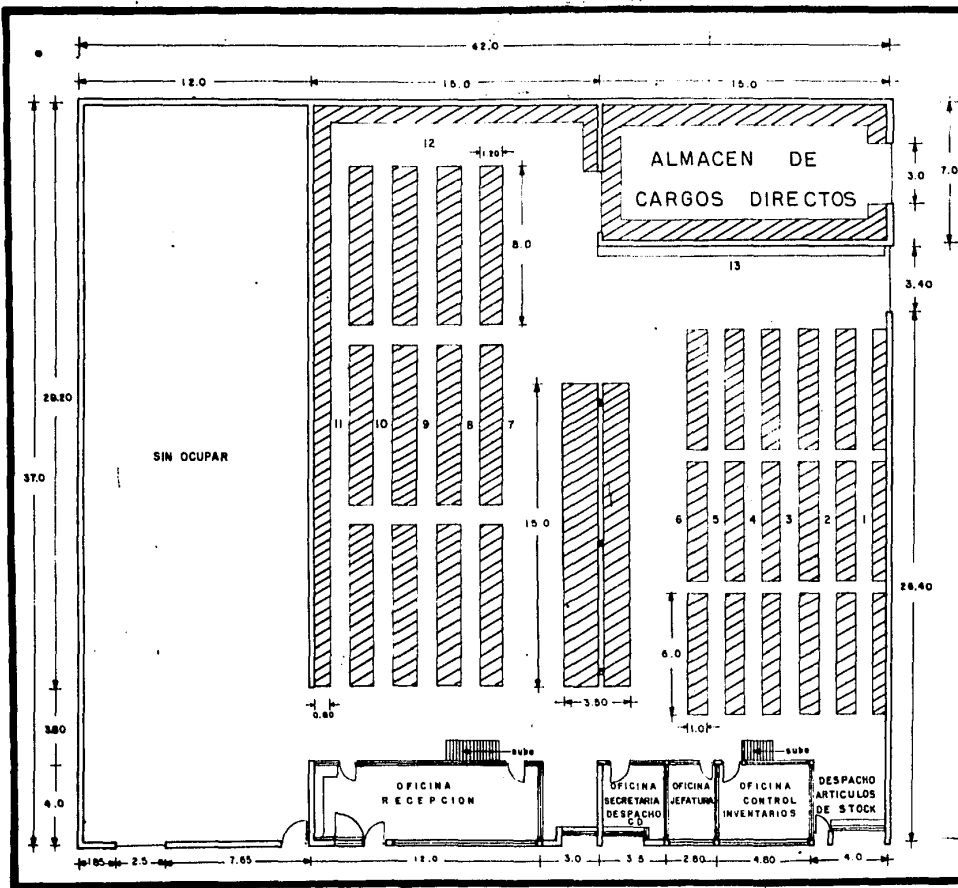 42.0
12.0 15.0 15.0
12
1.20
ALMACEN DE
CARGOS DIRECTOS
3.0
7.0
8.0
13
3.40
29.20
37.0
SIN OCUPAR
11 10 9 8 7
15.0
6 5 4 3 2 1
26.40
6.0
0.60
3.50
1.0
3.80
sube
sube
4.0
OFICINA
RECEPCION
OFICINA
SECRETARIA
DESPACHO
C D
OFICINA
JEFATURA
OFICINA
CONTROL
INVENTARIOS
DESPACHO
ARTICULOS
DE STOCK
1.85 2.5 7.65 12.0 3.0 3.5 2.60 4.80 4.0